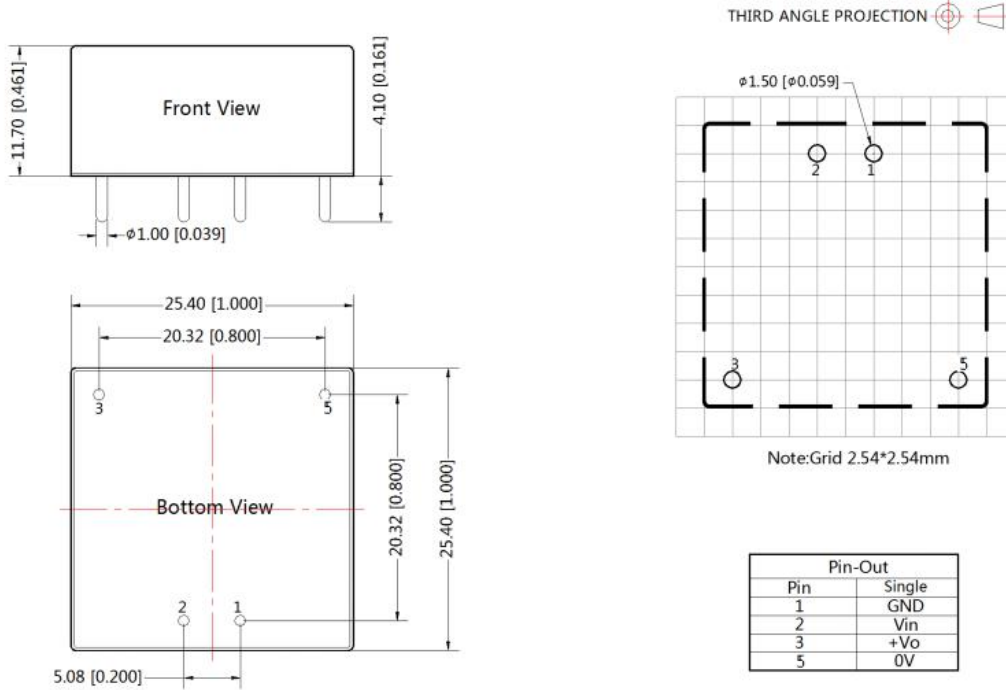 THIRD ANGLE PROJECTION
11.70 [0.461]
Front View
4.10 [0.161]
φ1.00 [0.039]
φ1.50 [φ0.059]
2
1
3
5
Note:Grid 2.54*2.54mm
25.40 [1.000]
20.32 [0.800]
3
5
Bottom View
20.32 [0.800]
25.40 [1.000]
2
1
5.08 [0.200]
Pin-Out
Pin Single
1 GND
2 Vin
3 +Vo
5 0V